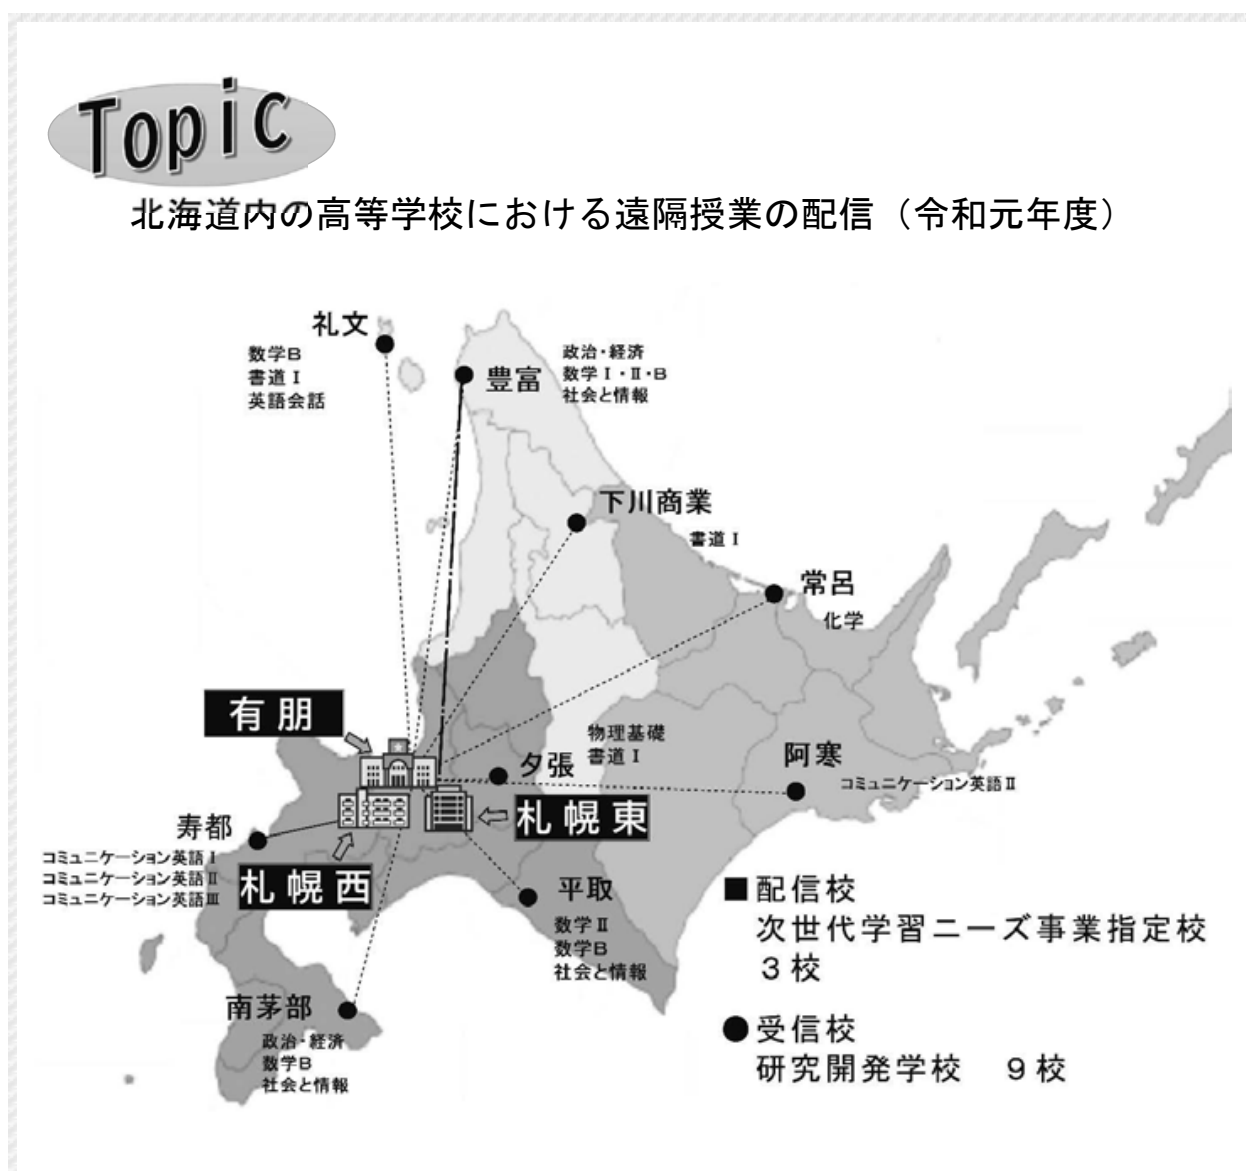 Topic
北海道内の高等学校における遠隔授業の配信（令和元年度）
礼文
数学B
書道Ⅰ
英語会話
豊富
政治・経済
数学Ⅰ・Ⅱ・B
社会と情報
下川商業
書道Ⅰ
常呂
化学
有朋
夕張
物理基礎
書道Ⅰ
阿寒
コミュニケーション英語Ⅱ
札幌東
寿都
コミュニケーション英語Ⅰ
コミュニケーション英語Ⅱ
コミュニケーション英語Ⅲ
札幌西
平取
数学Ⅱ
数学B
社会と情報
南茅部
政治・経済
数学B
社会と情報
■配信校
次世代学習ニーズ事業指定校
３校
●受信校
研究開発学校　９校